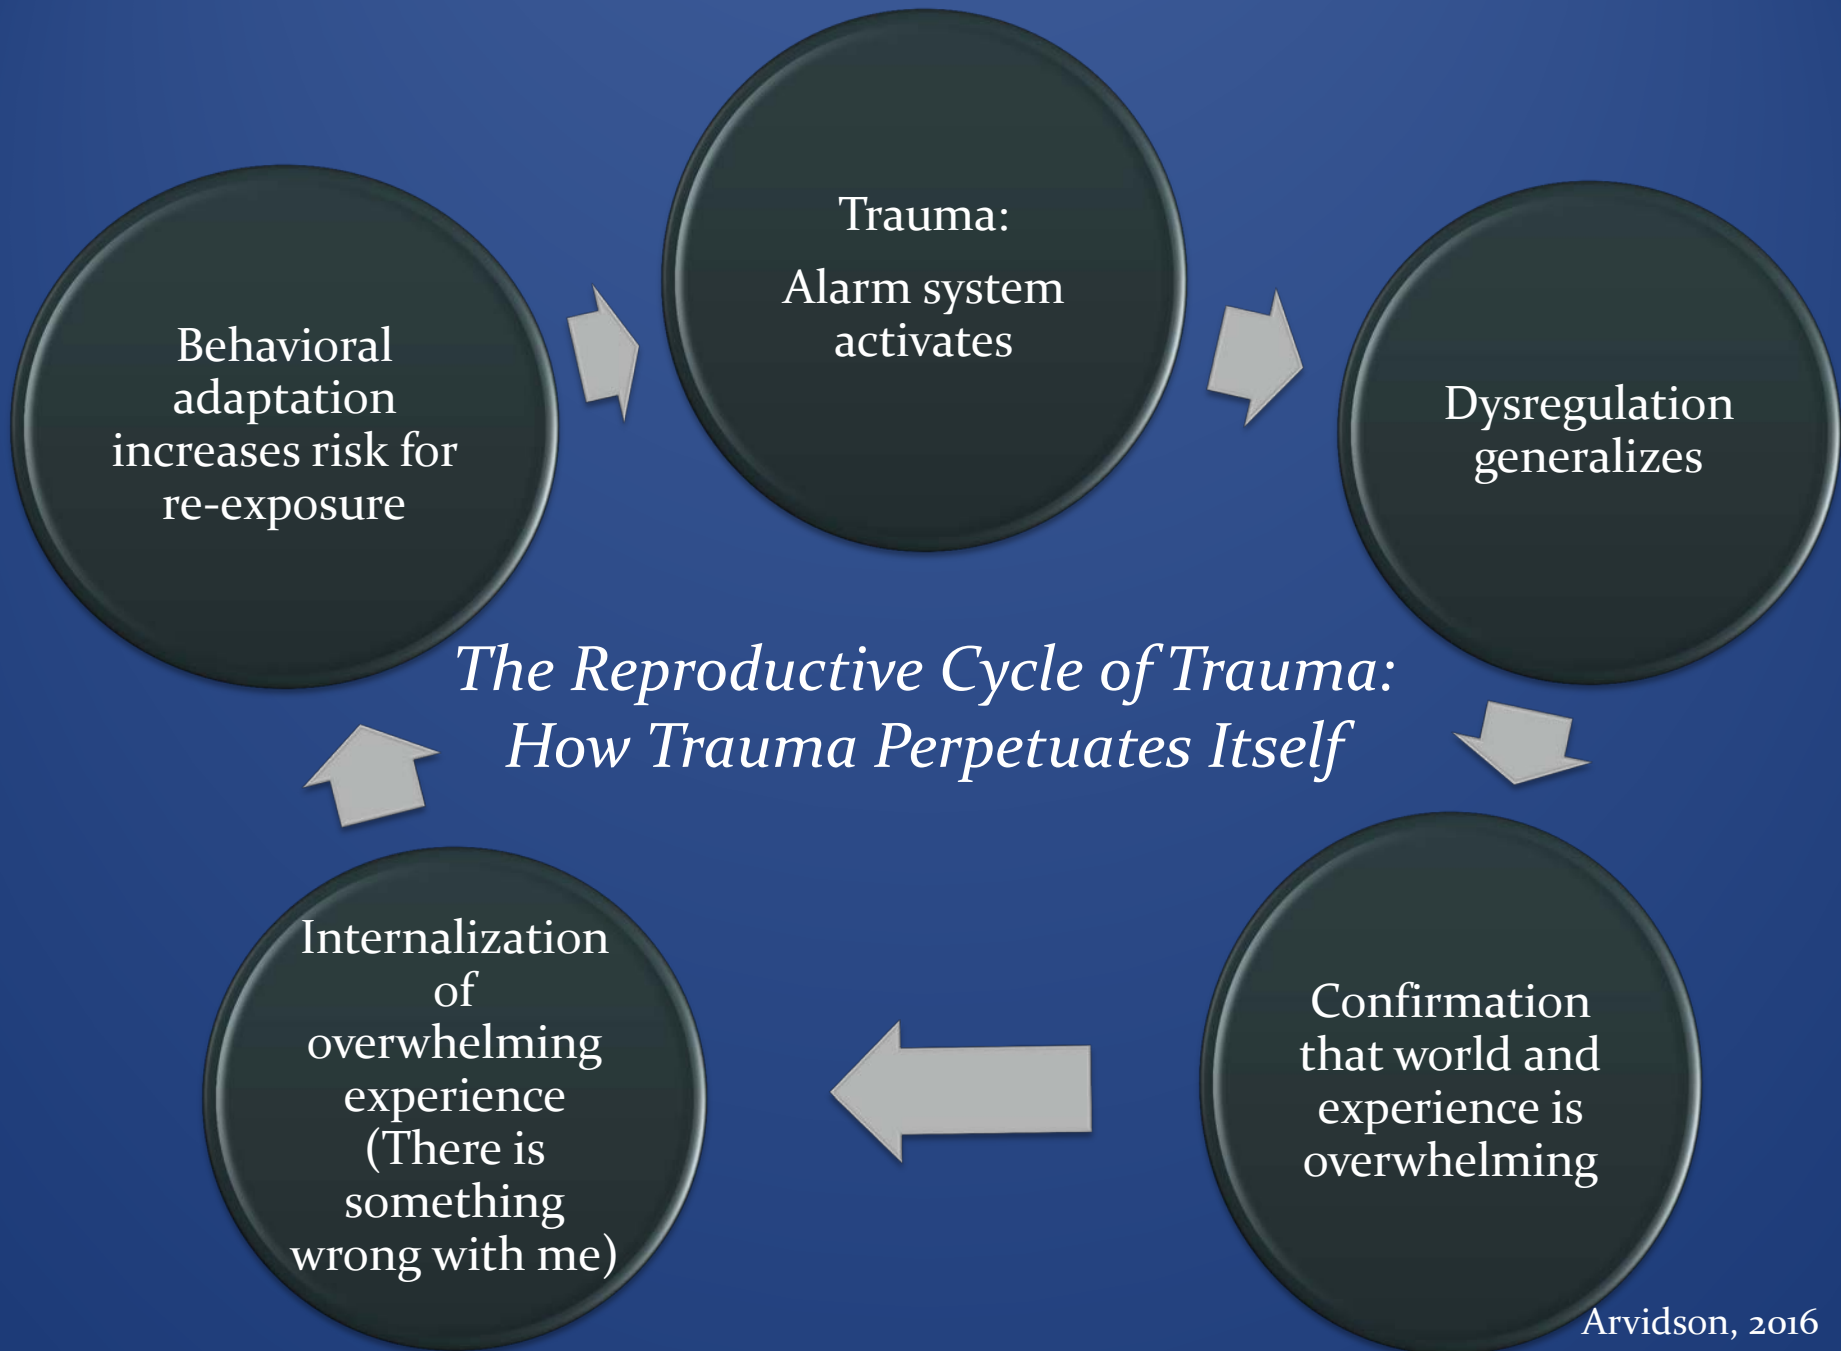 Trauma:
Alarm system
activates
Dysregulation
generalizes
Confirmation
that world and
experience is
overwhelming
Internalization
of
overwhelming
experience
(There is
something
wrong with me)
Behavioral
adaptation
increases risk for
re-exposure
The Reproductive Cycle of Trauma:
How Trauma Perpetuates Itself
Arvidson, 2016